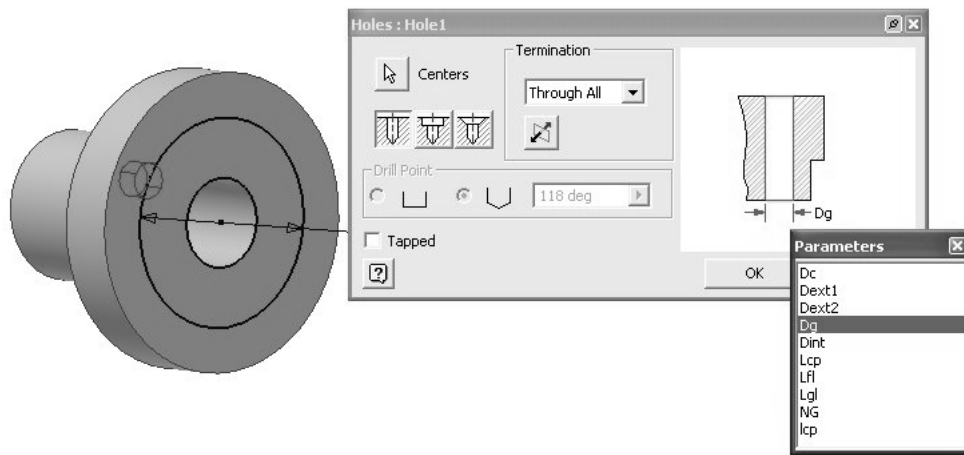 Holes : Hole1
Centers
Termination
Through All
Drill Point
118 deg
Dg
Tapped
OK
Parameters
Dc
Dext1
Dext2
Dg
Dint
Lcp
Lfl
Lgl
NG
lcp